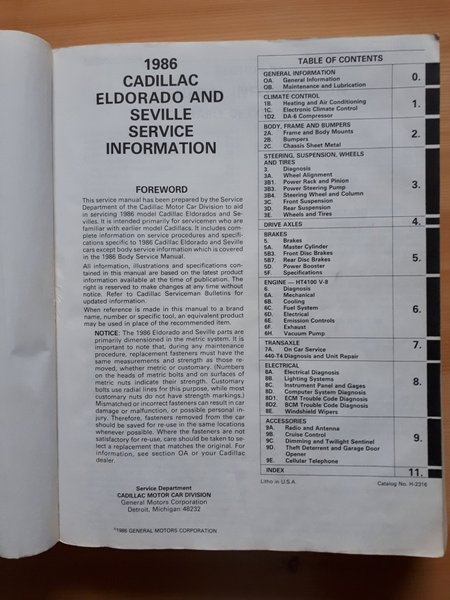 1986
CADILLAC
ELDORADO AND
SEVILLE
SERVICE
INFORMATION
FOREWORD
This service manual has been prepared by the Service
Department of the Cadillac Motor Car Division to aid
in servicing 1986 model Cadillac Eldorados and Se-
villes. It is intended primarily for servicemen who are
familiar with earlier model Cadillacs. It includes com-
plete information on service procedures and specifi-
cations specific to 1986 Cadillac Eldorado and Seville
cars except body service information which is covered
in the 1986 Body Service Manual.
All information, illustrations and specifications con-
tained in this manual are based on the latest product
information available at the time of publication. The
right is reserved to make changes at any time without
notice. Refer to Cadillac Serviceman Bulletins for
updated information.
When reference is made in this manual to a brand
name, number or specific tool, an equivalent product
may be used in place of the recommended item.
NOTICE: The 1986 Eldorado and Seville parts are
primarily dimensioned in the metric system. It is
important to note that, during any maintenance
procedure, replacement fasteners must have the
same measurements and strength as those re-
moved, whether metric or customary. (Numbers
on the heads of metric bolts and on surfaces of
metric nuts indicate their strength. Customary
bolts use radial lines for this purpose, while most
customary nuts do not have strength markings.)
Mismatched or incorrect fasteners can result in car
damage or malfunction, or possible personal in-
jury. Therefore, fasteners removed from the car
should be saved for re-use in the same locations
whenever possible. Where the fasteners are not
satisfactory for re-use, care should be taken to se-
lect a replacement that matches the original. For
information, see section OA or your Cadillac
dealer.
Service Department
CADILLAC MOTOR CAR DIVISION
General Motors Corporation
Detroit, Michigan 48232
©1986 GENERAL MOTORS CORPORATION
TABLE OF CONTENTS
GENERAL INFORMATION
OA. General Information
OB. Maintenance and Lubrication
0.
CLIMATE CONTROL
1B. Heating and Air Conditioning
1C. Electronic Climate Control
1D2. DA-6 Compressor
1.
BODY, FRAME AND BUMPERS
2A. Frame and Body Mounts
2B. Bumpers
2C. Chassis Sheet Metal
2.
STEERING, SUSPENSION, WHEELS
AND TIRES
3. Diagnosis
3A. Wheel Alignment
3B1. Power Rack and Pinion
3B3. Power Steering Pump
3B4. Steering Wheel and Column
3C. Front Suspension
3D. Rear Suspension
3E. Wheels and Tires
3.
DRIVE AXLES
4.
BRAKES
5. Brakes
5A. Master Cylinder
5B3. Front Disc Brakes
5B7. Rear Disc Brakes
5D. Power Booster
5F. Specifications
5.
ENGINE — HT4100 V-8
6. Diagnosis
6A. Mechanical
6B. Cooling
6C. Fuel System
6D. Electrical
6E. Emission Controls
6F. Exhaust
6H. Vacuum Pump
6.
TRANSAXLE
7A. On Car Service
440-T4 Diagnosis and Unit Repair
7.
ELECTRICAL
8A. Electrical Diagnosis
8B. Lighting Systems
8C. Instrument Panel and Gages
8D. Computer System Diagnosis
8D1. ECM Trouble Code Diagnosis
8D2. BCM Trouble Code Diagnosis
8E. Windshield Wipers
8.
ACCESSORIES
9A. Radio and Antenna
9B. Cruise Control
9C. Dimming and Twilight Sentinel
9D. Theft Deterrent and Garage Door
Opener
9E. Cellular Telephone
9.
INDEX
11.
Litho in U.S.A.
Catalog No. H-2316